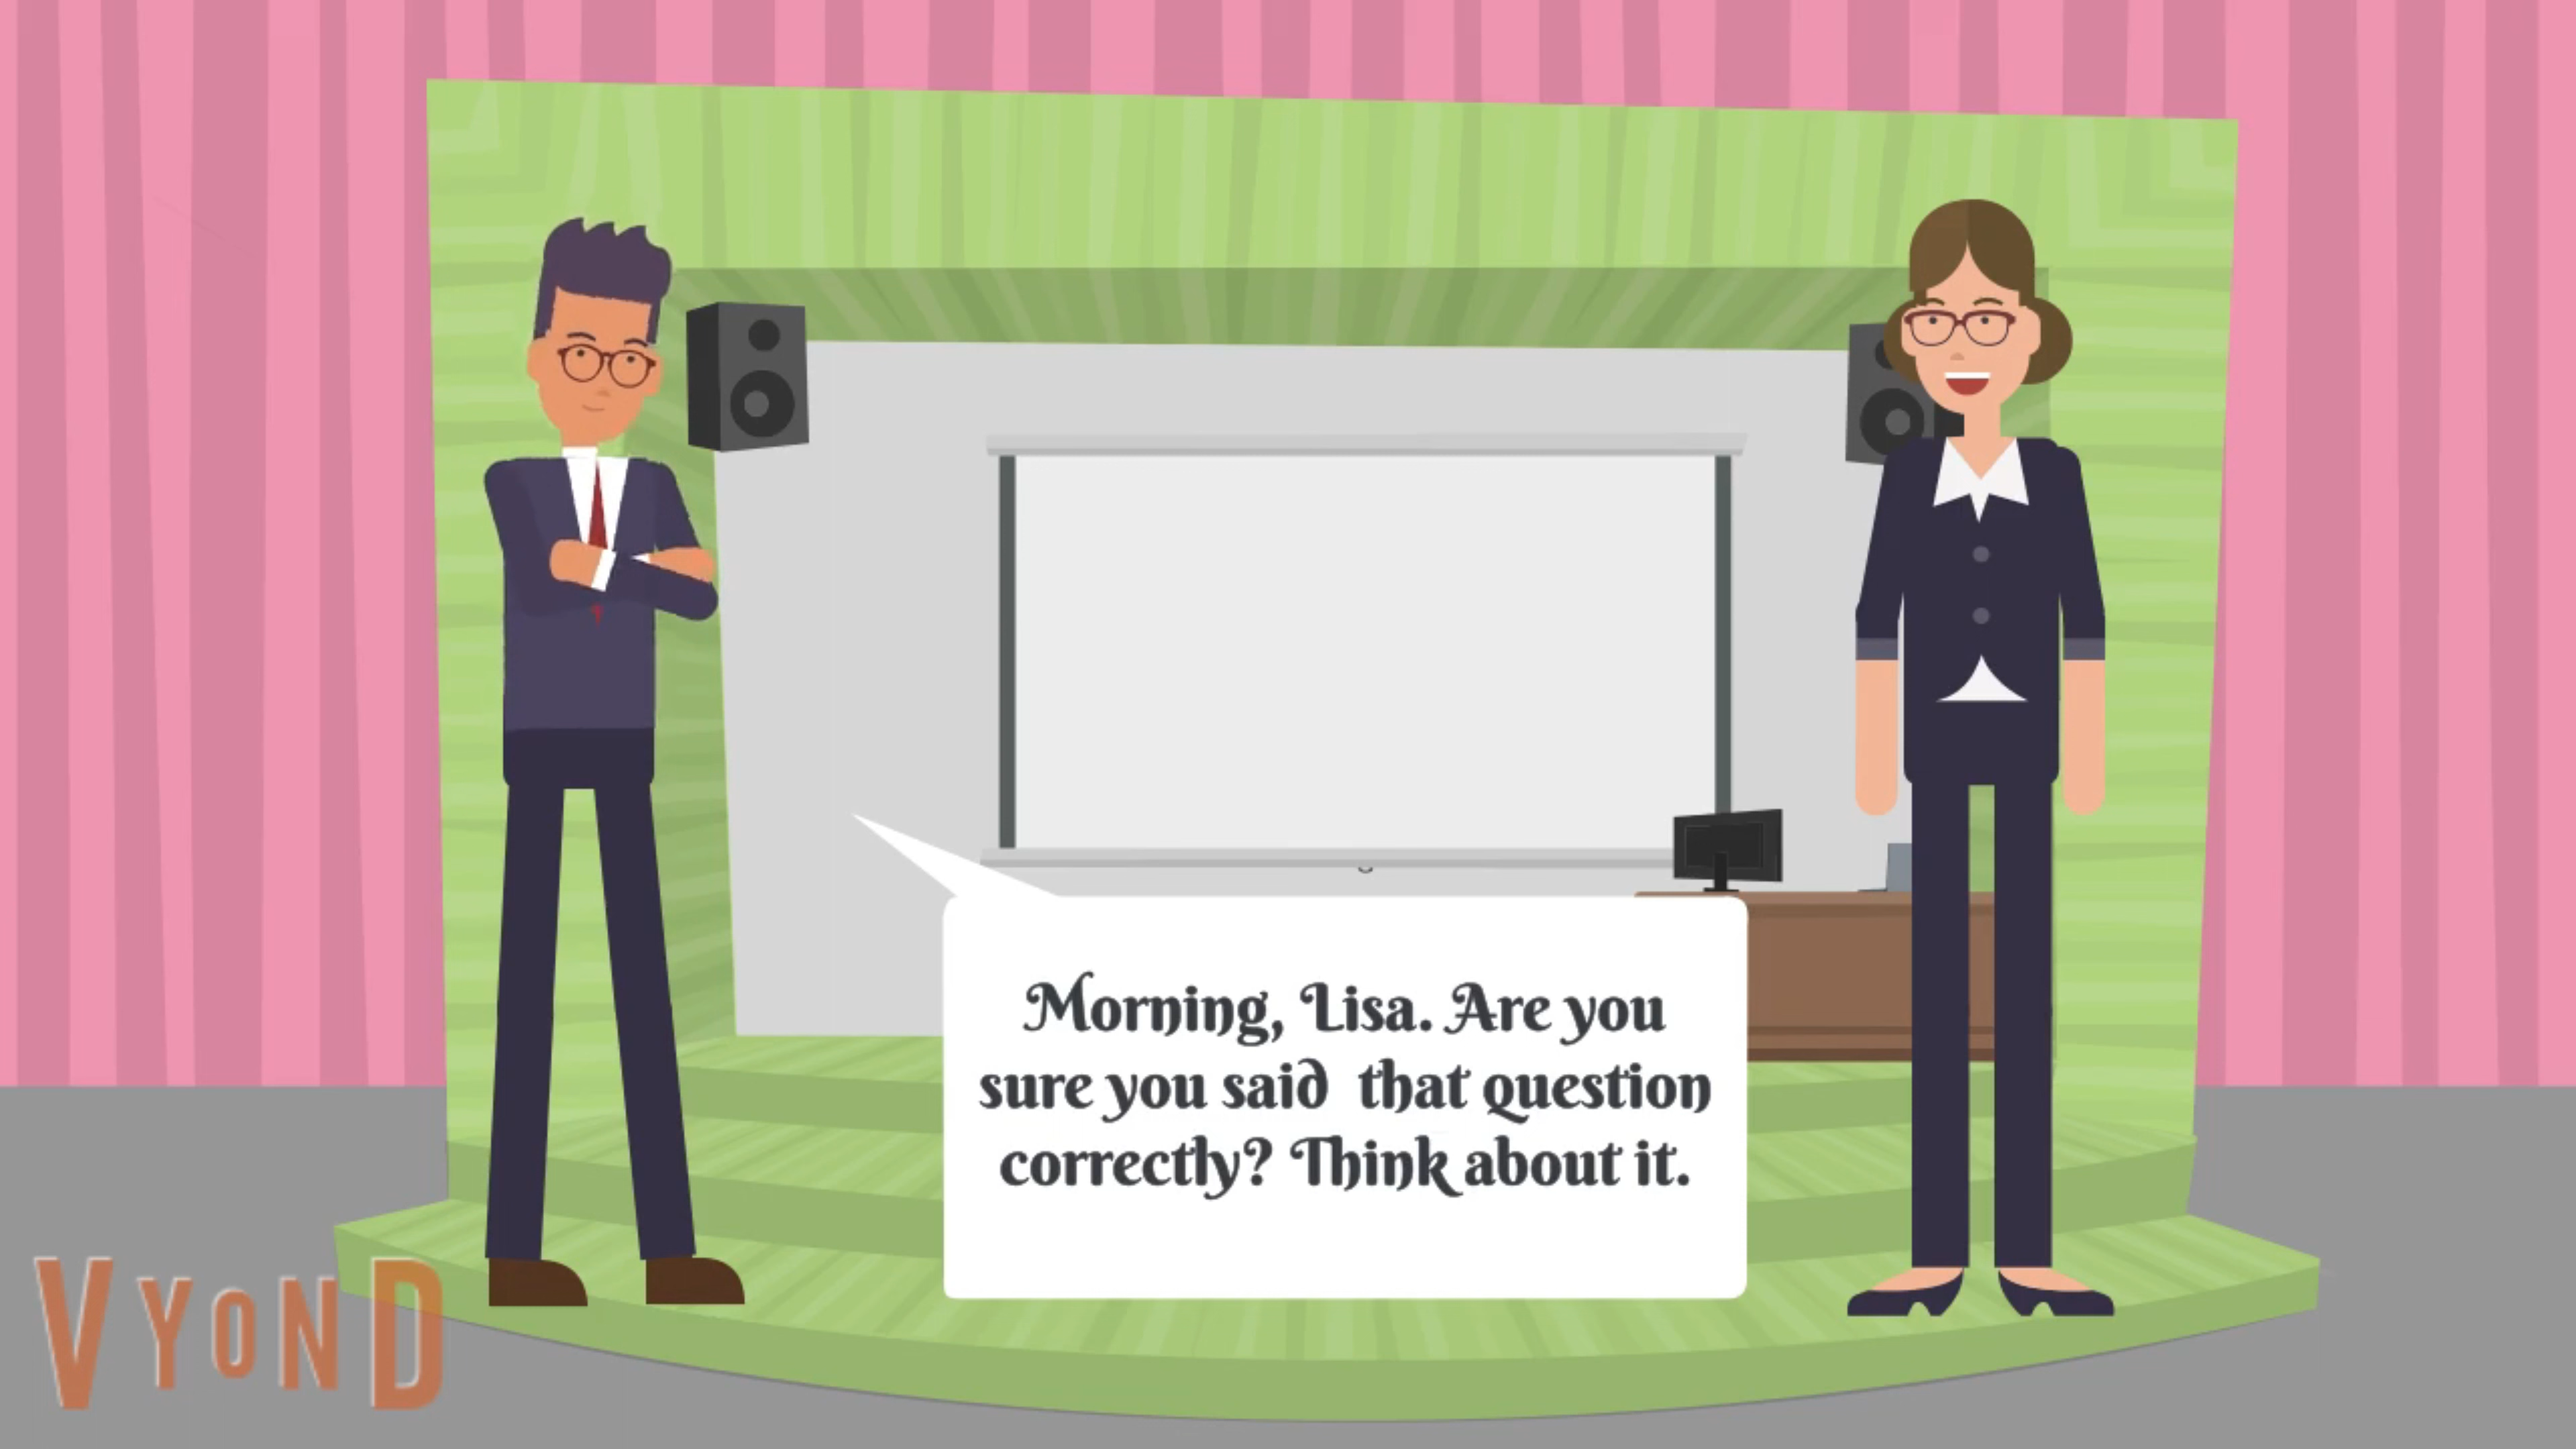 Morning, Lisa. Are you
sure you said  that question
correctly? Think about it.
VYOND